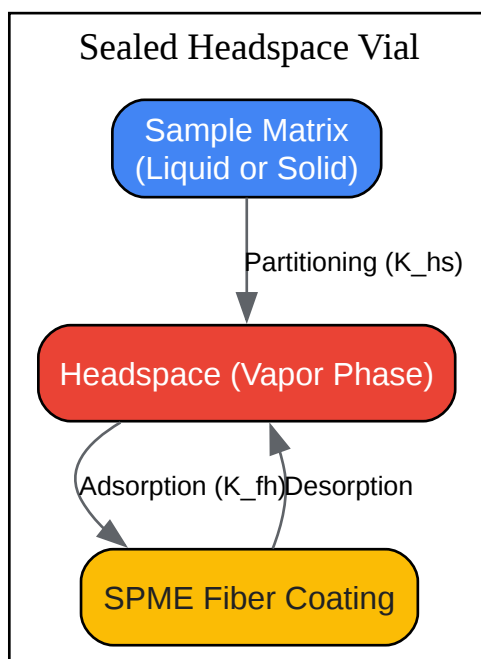 Sealed Headspace Vial
Sample Matrix
(Liquid or Solid)
Partitioning (K_hs)
Headspace (Vapor Phase)
Adsorption (K_fh)
Desorption
SPME Fiber Coating